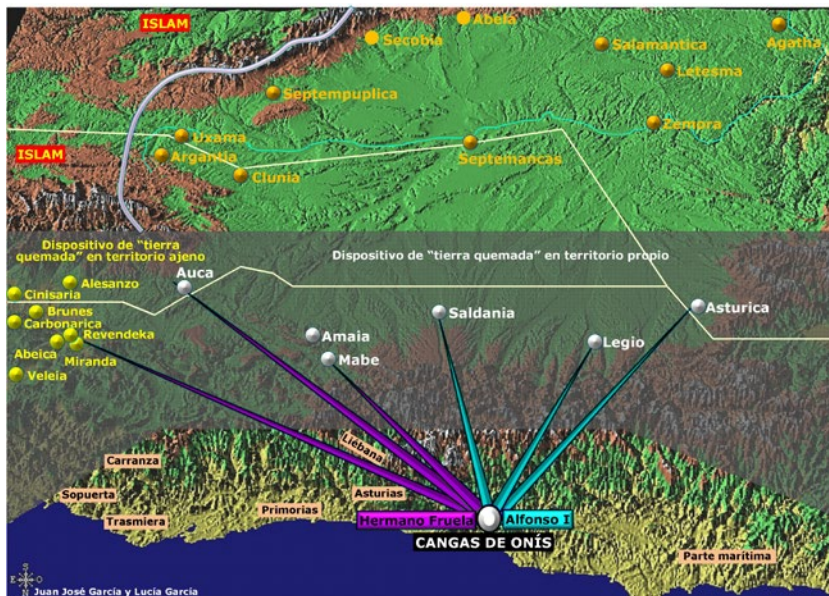 ISLAM
Abela
Secobia
Salamantica
Agatha
Letesma
Septempuplica
Zempra
Uxama
Septemancas
ISLAM
Argantia
Clunia
Dispositivo de "tierra
quemada" en territorio ajeno
Dispositivo de "tierra quemada" en territorio propio
Alesanzo
Auca
Cinisaria
Asturica
Brunes
Saldania
Carbonarica
Revendeka
Amaia
Legio
Abeica
Miranda
Mabe
Veleia
Liébana
Carranza
Sopuerta
Asturias
Primorias
Trasmiera
Hermano Fruela
Alfonso I
CANGAS DE ONÍS
Parte maritima
S
E O
N
Juan José García y Lucía García